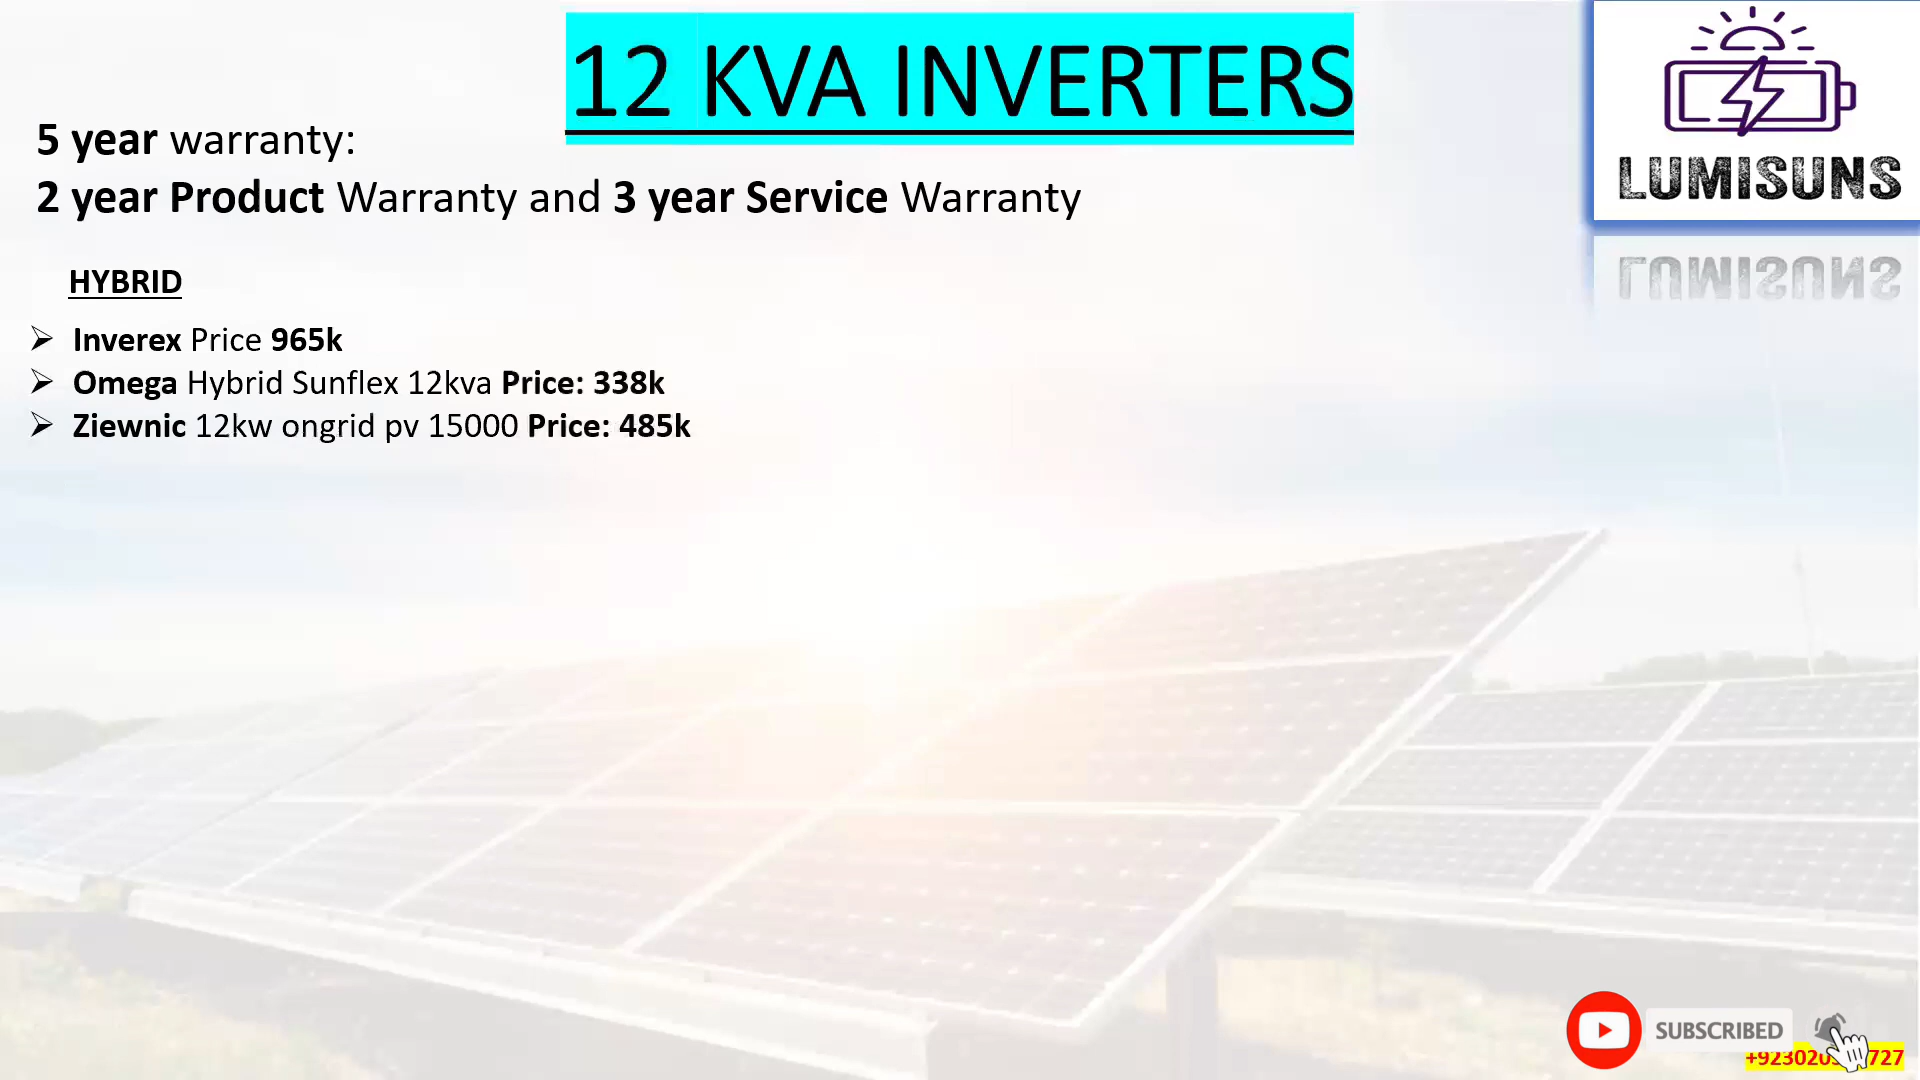 12 KVA INVERTERS
5 year warranty:
2 year Product Warranty and 3 year Service Warranty
LUMISUNS
HYBRID
➢ Inverex Price 965k
➢ Omega Hybrid Sunflex 12kva Price: 338k
➢ Ziewnic 12kw ongrid pv 15000 Price: 485k
SUBSCRIBED